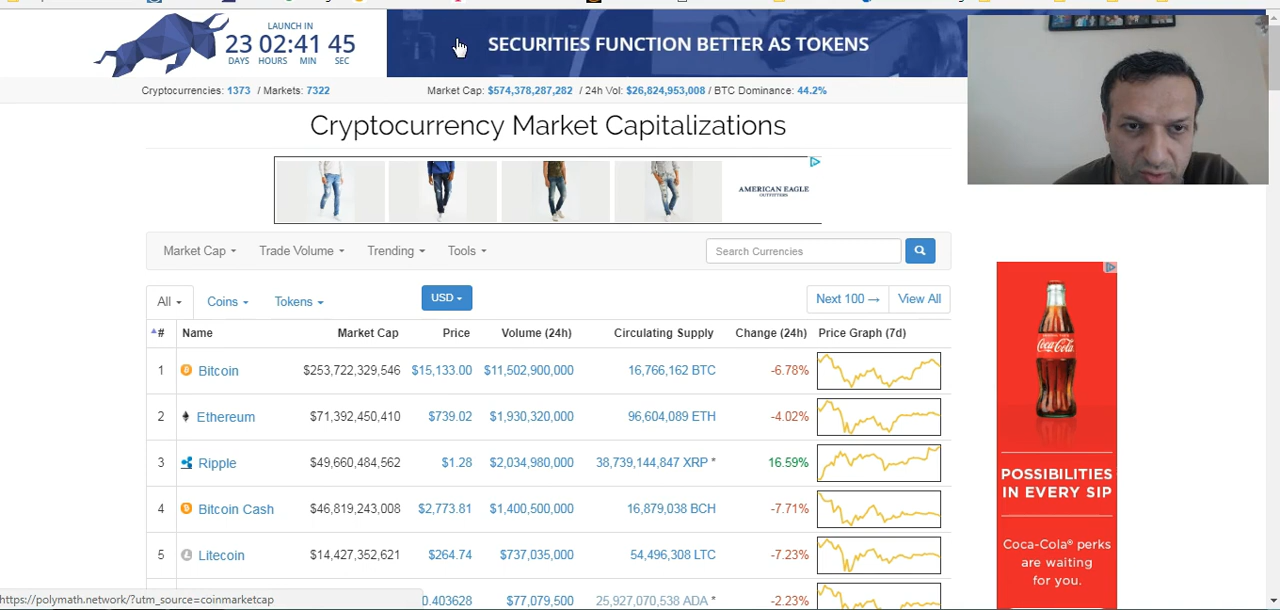 LAUNCH IN
23 02:41 45
DAYS HOURS MIN SEC
SECURITIES FUNCTION BETTER AS TOKENS
Cryptocurrencies: 1373 / Markets: 7322 Market Cap: $574,378,287,282 / 24h Vol: $26,824,953,008 / BTC Dominance: 44.2%
Cryptocurrency Market Capitalizations
AMERICAN EAGLE
OUTFITTERS
Market Cap Trade Volume Trending Tools Search Currencies
All Coins Tokens USD Next 100 → View All
# Name Market Cap Price Volume (24h) Circulating Supply Change (24h) Price Graph (7d)
1 Bitcoin $253,722,329,546 $15,133.00 $11,502,900,000 16,766,162 BTC -6.78%
2 Ethereum $71,392,450,410 $739.02 $1,930,320,000 96,604,089 ETH -4.02%
3 Ripple $49,660,484,562 $1.28 $2,034,980,000 38,739,144,847 XRP * 16.59%
4 Bitcoin Cash $46,819,243,008 $2,773.81 $1,400,500,000 16,879,038 BCH -7.71%
5 Litecoin $14,427,352,621 $264.74 $737,035,000 54,496,308 LTC -7.23%
0.403628 $77,079,500 25,927,070,538 ADA * -2.23%
https://polymath.network/?utm_source=coinmarketcap
Coca-Cola
POSSIBILITIES
IN EVERY SIP
Coca-Cola® perks
are waiting
for you.